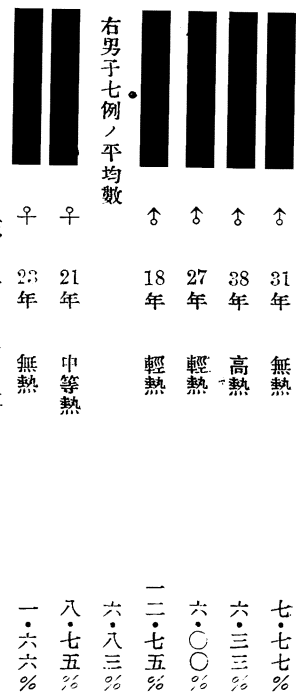 ♂ 31年 無熱 七・七七%
♂ 38年 高熱 六・三三%
♂ 27年 輕熱 六・〇〇%
♂ 18年 輕熱 一二・七五%
右男子七例ノ平均數 六・八三%
♀ 21年 中等熱 八・七五%
♀ 23年 無熱 一・六六%